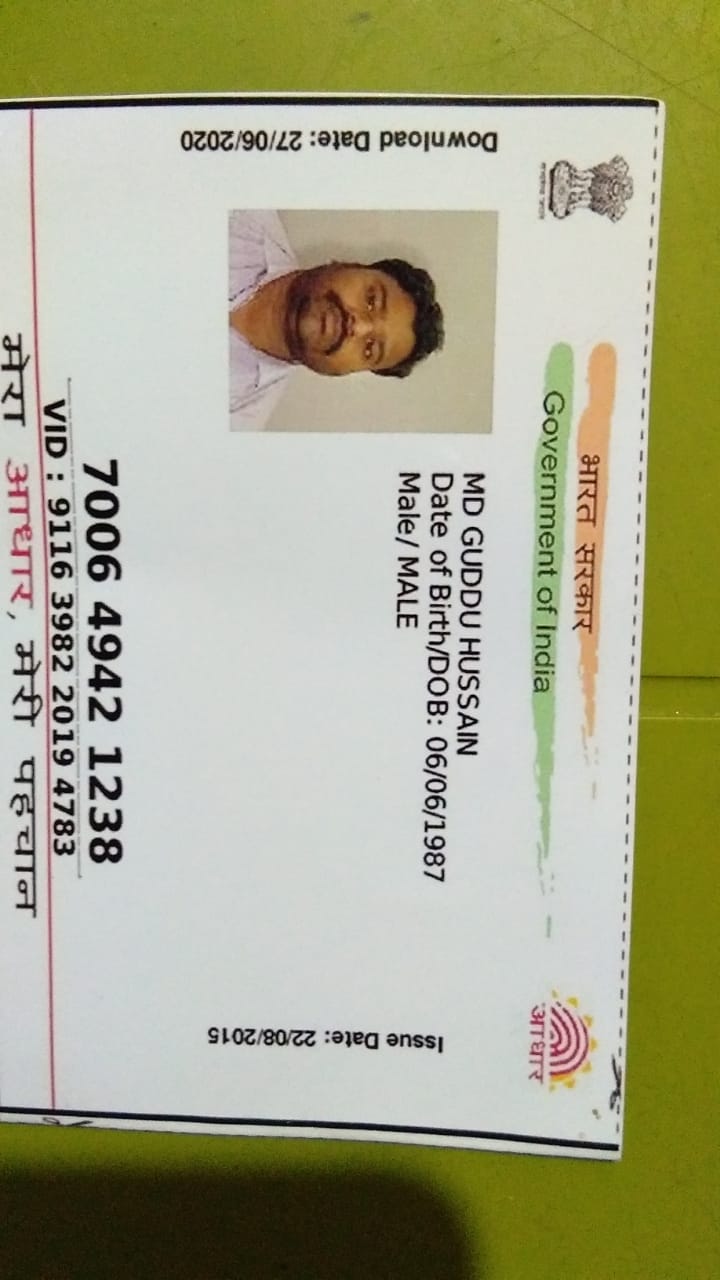 भारत सरकार
Government of India
आधार
Download Date: 27/06/2020
MD GUDDU HUSSAIN
Date of Birth/DOB: 06/06/1987
Male/ MALE
Issue Date: 22/08/2015
7006 4942 1238
VID : 9116 3982 2019 4783
मेरा आधार, मेरी पहचान